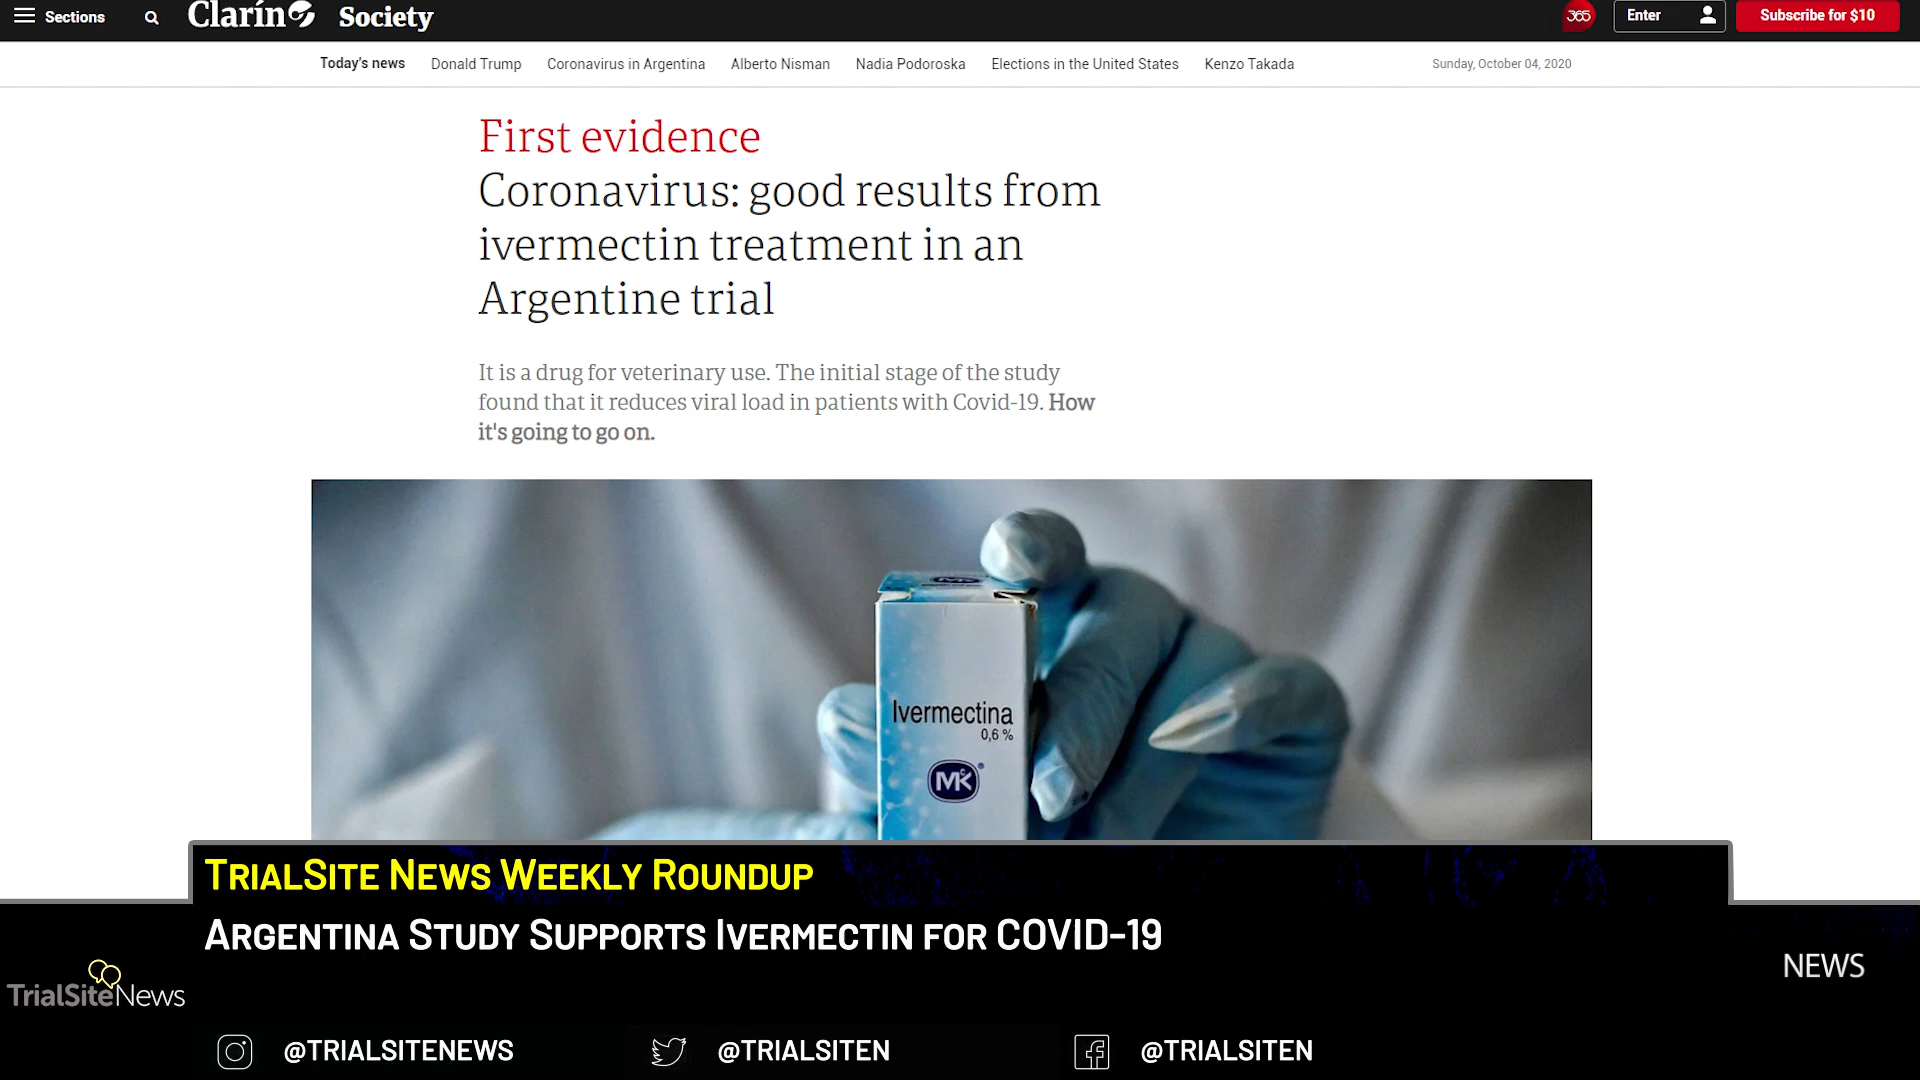 Sections
Clarín Society
365
Enter
Subscribe for $10
Today's news Donald Trump Coronavirus in Argentina Alberto Nisman Nadia Podoroska Elections in the United States Kenzo Takada Sunday, October 04, 2020
First evidence
Coronavirus: good results from
ivermectin treatment in an
Argentine trial
It is a drug for veterinary use. The initial stage of the study
found that it reduces viral load in patients with Covid-19. How
it's going to go on.
Ivermectina
0,6 %
McK
TrialSite News Weekly Roundup
Argentina Study Supports Ivermectin for COVID-19
NEWS
TrialSiteNews
@TRIALSITENEWS @TRIALSITEN @TRIALSITEN